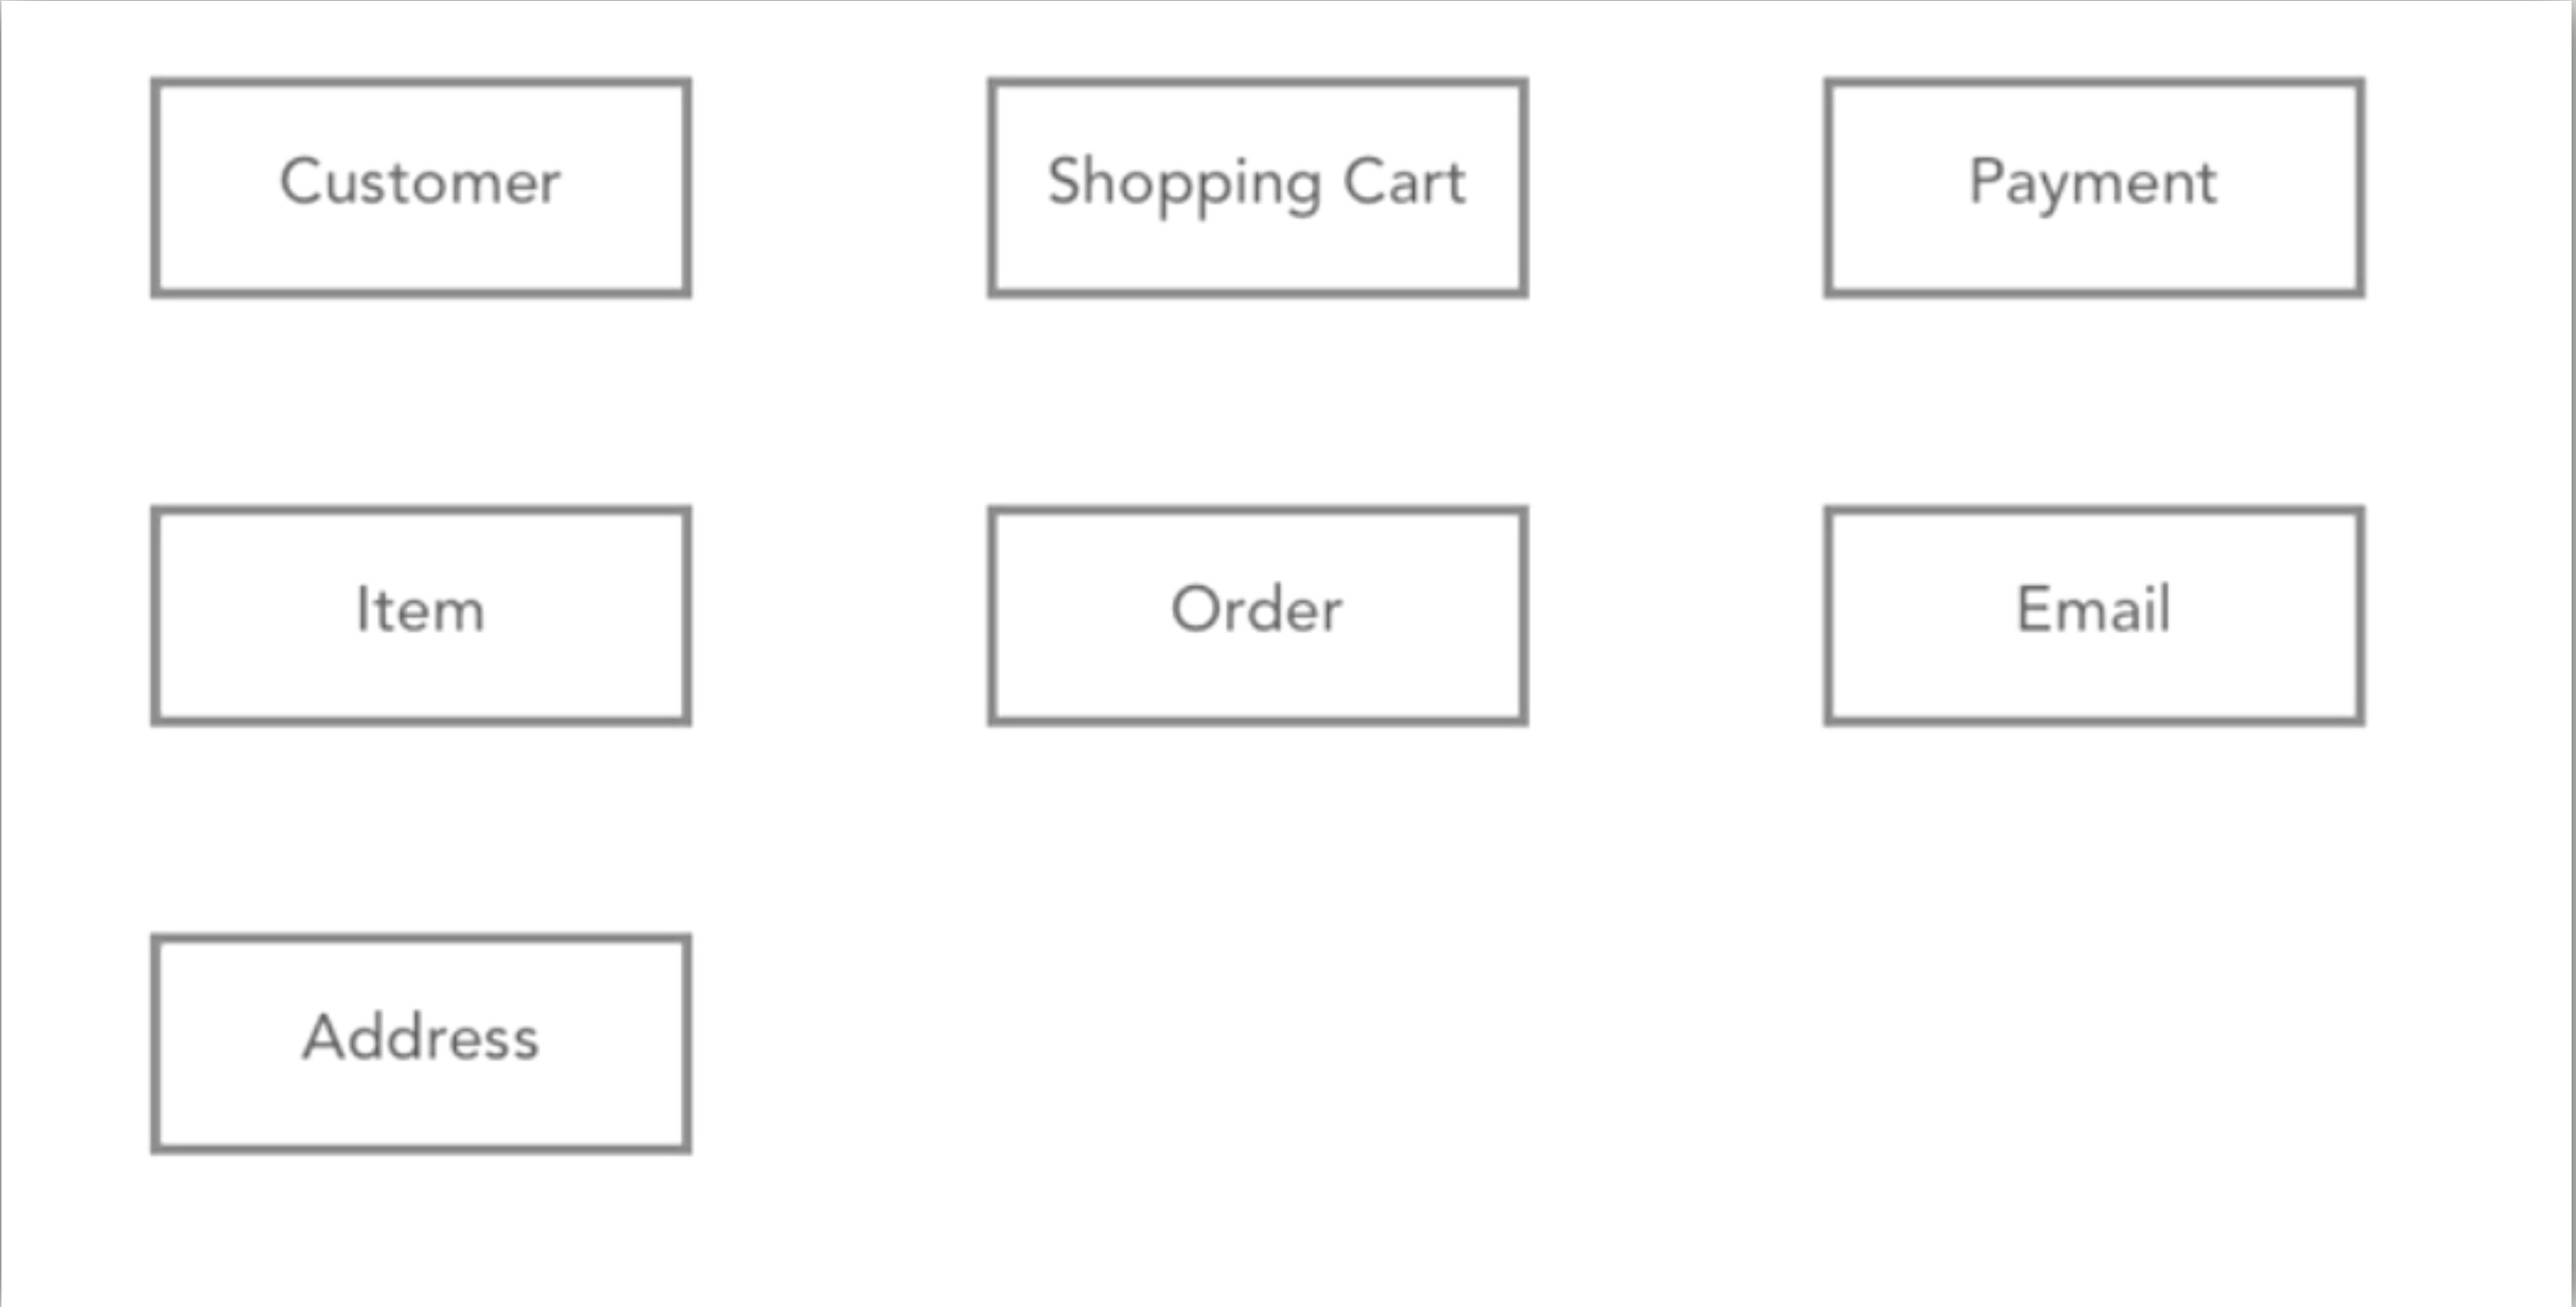 Customer
Shopping Cart
Payment
Item
Order
Email
Address